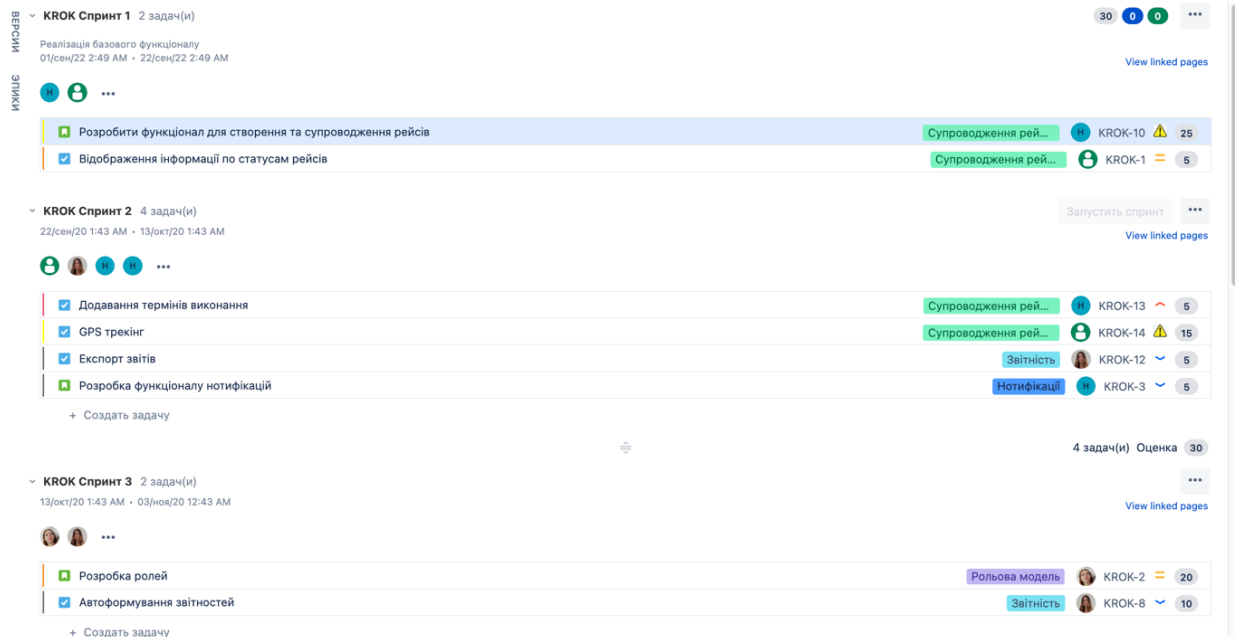 ВЕРСИИ
ЭПИКИ
KROK Спринт 1 2 задач(и) 30 0 0 •••
Реалізація базового функціоналу
01/сен/22 2:49 AM • 22/сен/22 2:49 AM
View linked pages
H •••
Розробити функціонал для створення та супроводження рейсів Супроводження рей... H KROK-10 25
Відображення інформації по статусам рейсів Супроводження рей... KROK-1 5
KROK Спринт 2 4 задач(и) Запустить спринт •••
22/сен/20 1:43 AM • 13/окт/20 1:43 AM
View linked pages
H H •••
Додавання термінів виконання Супроводження рей... H KROK-13 5
GPS трекінг Супроводження рей... KROK-14 15
Експорт звітів Звітність KROK-12 5
Розробка функціоналу нотифікацій Нотифікації H KROK-3 5
+ Создать задачу
4 задач(и) Оценка 30
KROK Спринт 3 2 задач(и) •••
13/окт/20 1:43 AM • 03/ноя/20 12:43 AM
View linked pages
•••
Розробка ролей Рольова модель KROK-2 20
Автоформування звітностей Звітність KROK-8 10
+ Создать задачу